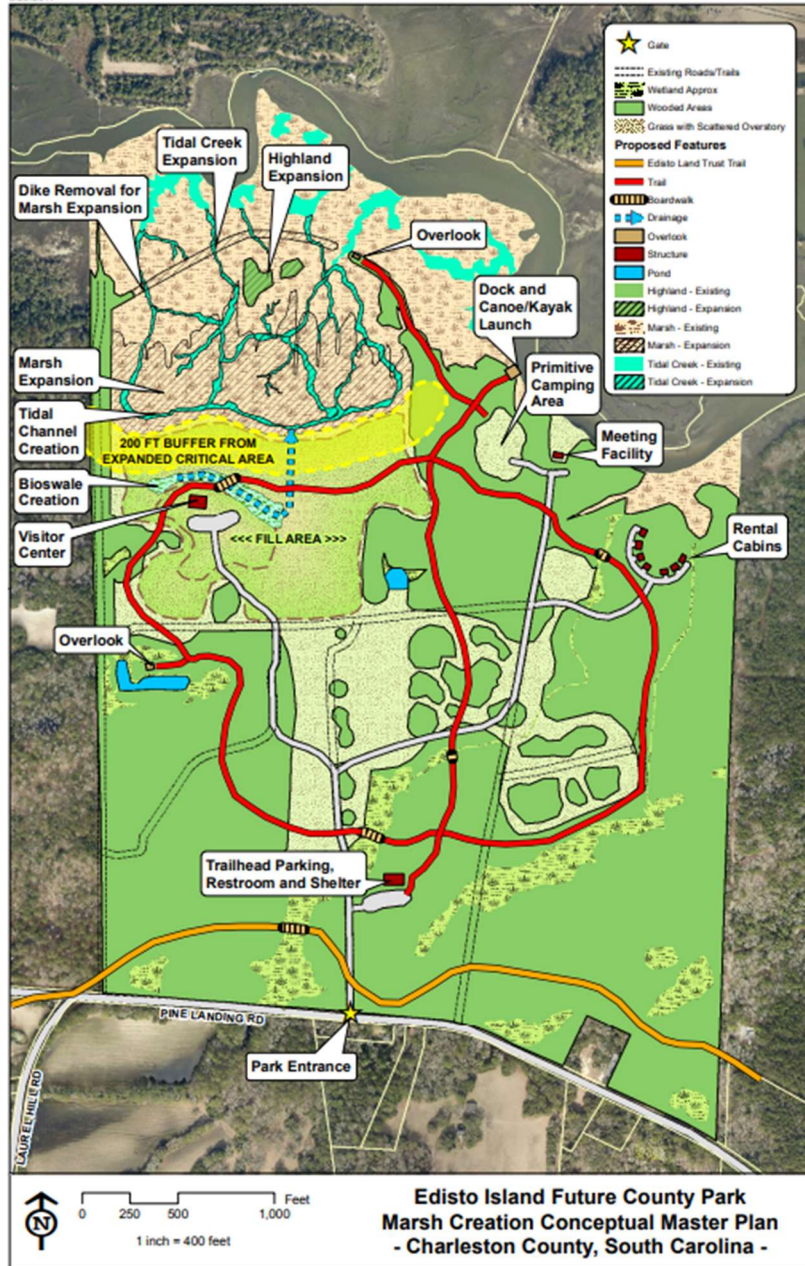 Gate
Existing Roads/Trails
Wetland Approx
Wooded Areas
Grass with Scattered Overstory
Proposed Features
Edisto Land Trust Trail
Trail
Boardwalk
Drainage
Overlook
Structure
Pond
Highland - Existing
Highland - Expansion
Marsh - Existing
Marsh - Expansion
Tidal Creek - Existing
Tidal Creek - Expansion
Tidal Creek
Expansion
Highland
Expansion
Dike Removal for
Marsh Expansion
Overlook
Dock and
Canoe/Kayak
Launch
Marsh
Expansion
Primitive
Camping
Area
Tidal
Channel
Creation
200 FT BUFFER FROM
EXPANDED CRITICAL AREA
Meeting
Facility
Bioswale
Creation
Visitor
Center
<<< FILL AREA >>>
Rental
Cabins
Overlook
Trailhead Parking,
Restroom and Shelter
PINE LANDING RD
Park Entrance
LAUREL HILL RD
N
Feet
0 250 500 1,000
1 inch = 400 feet
Edisto Island Future County Park
Marsh Creation Conceptual Master Plan
- Charleston County, South Carolina -